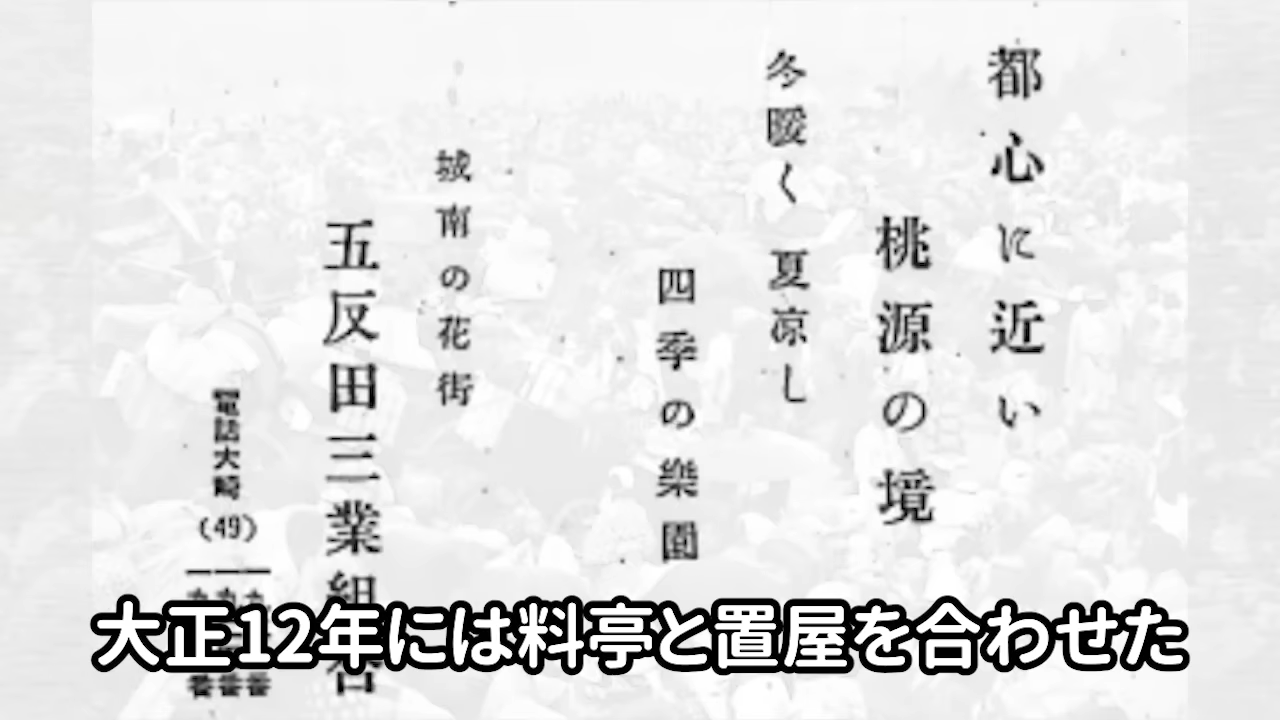 都心に近い
桃源の境
冬暖く 夏凉し
四季の樂園
城南の花街
五反田三業組合
電話大崎
(49)
大正12年には料亭と置屋を合わせた